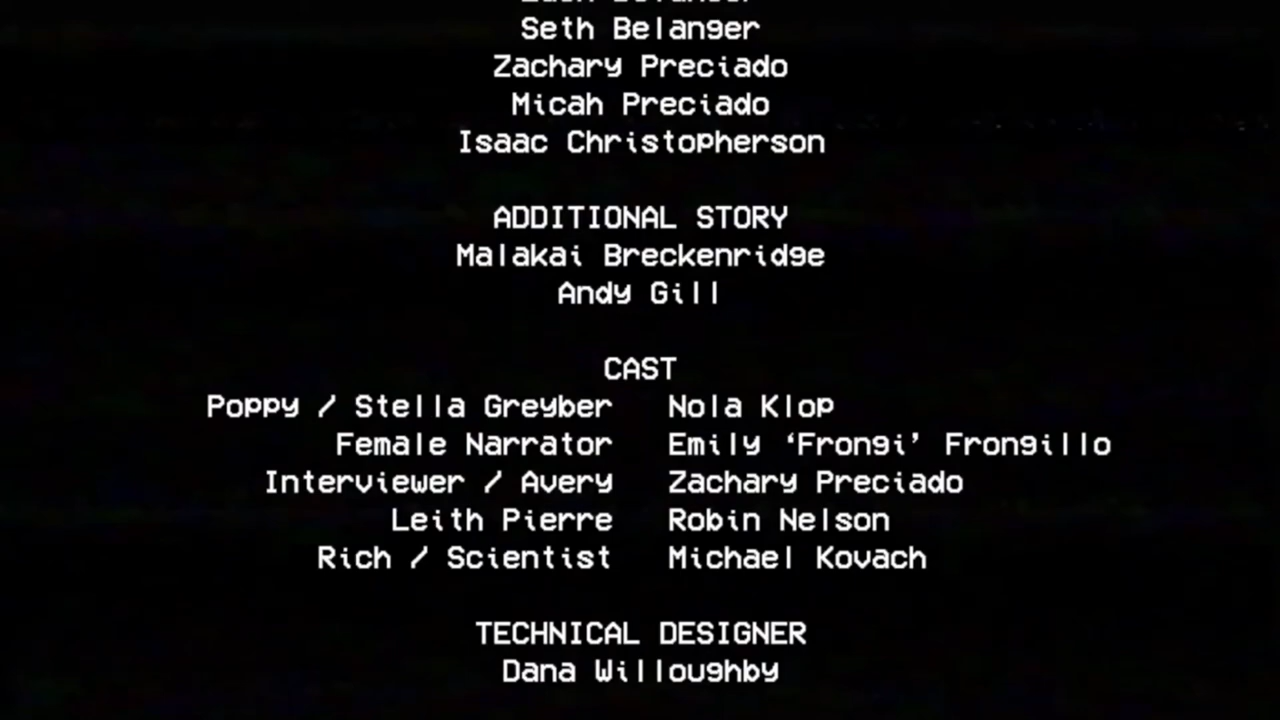 Seth Belanger
Zachary Preciado
Micah Preciado
Isaac Christopherson
ADDITIONAL STORY
Malakai Breckenridge
Andy Gill
CAST
Poppy / Stella Greyber Nola Klop
Female Narrator Emily ‘Frongi’ Frongillo
Interviewer / Avery Zachary Preciado
Leith Pierre Robin Nelson
Rich / Scientist Michael Kovach
TECHNICAL DESIGNER
Dana Willoughby